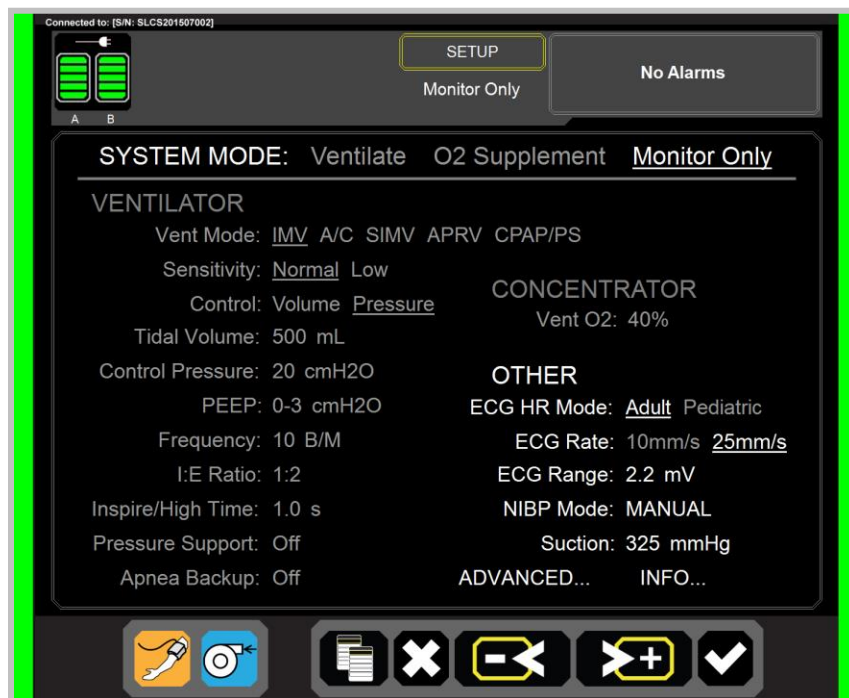 Connected to: [S/N: SLCS201507002]
SETUP
Monitor Only
No Alarms
A B
SYSTEM MODE: Ventilate O2 Supplement Monitor Only
VENTILATOR
Vent Mode: IMV A/C SIMV APRV CPAP/PS
Sensitivity: Normal Low
Control: Volume Pressure
Tidal Volume: 500 mL
Control Pressure: 20 cmH2O
PEEP: 0-3 cmH2O
Frequency: 10 B/M
I:E Ratio: 1:2
Inspire/High Time: 1.0 s
Pressure Support: Off
Apnea Backup: Off
CONCENTRATOR
Vent O2: 40%
OTHER
ECG HR Mode: Adult Pediatric
ECG Rate: 10mm/s 25mm/s
ECG Range: 2.2 mV
NIBP Mode: MANUAL
Suction: 325 mmHg
ADVANCED... INFO...